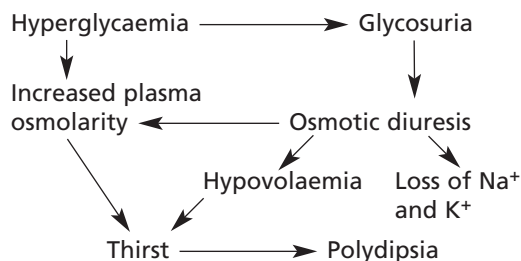 Hyperglycaemia
Glycosuria
Increased plasma
osmolarity
Osmotic diuresis
Hypovolaemia
Loss of Na⁺
and K⁺
Thirst
Polydipsia